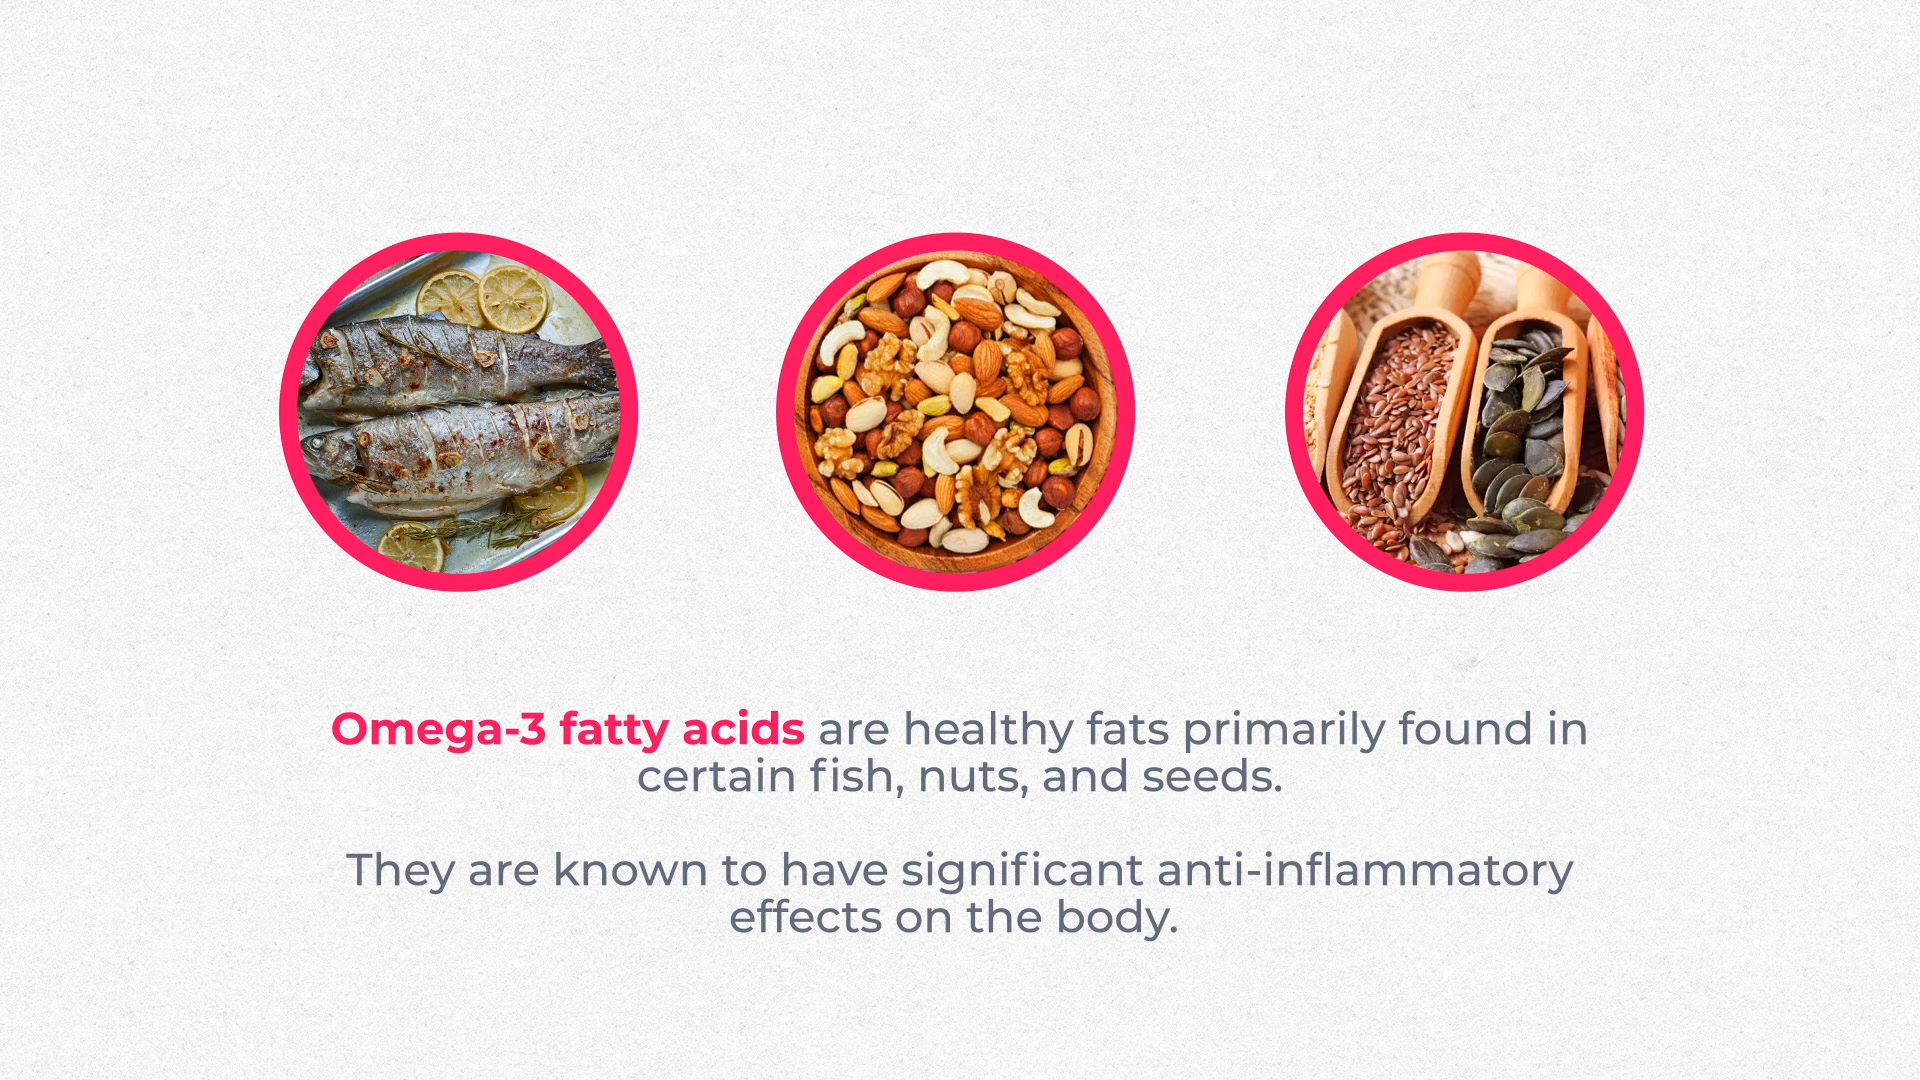 Omega-3 fatty acids are healthy fats primarily found in
certain fish, nuts, and seeds.
They are known to have significant anti-inflammatory
effects on the body.